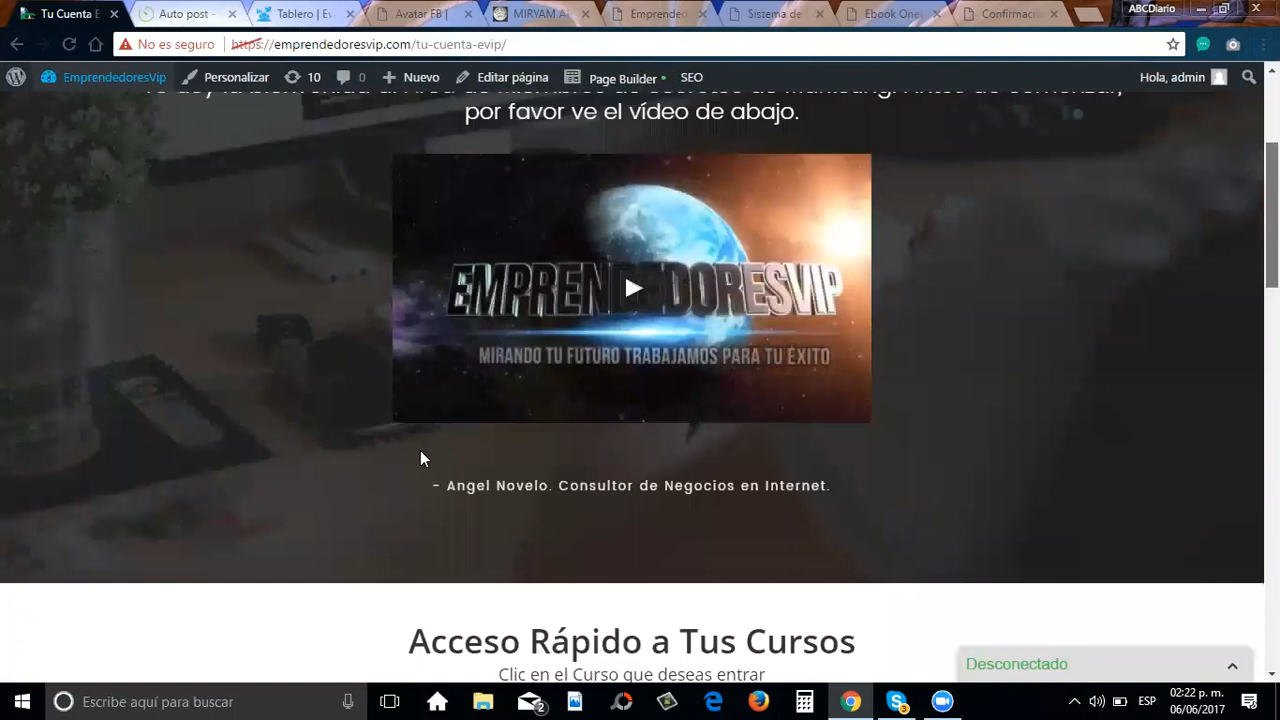 Tu Cuenta E
Auto post -
Tablero | Ev
Avatar FB |
MIRYAM A
Emprended
Sistema de
Ebook One
Confirmaci
ABCDiario
No es seguro
https://emprendedoresvip.com/tu-cuenta-evip/
EmprendedoresVip
Personalizar
10
0
Nuevo
Editar página
Page Builder
SEO
Hola, admin
por favor ve el vídeo de abajo.
EMPRENDEDORESVIP
MIRANDO TU FUTURO TRABAJAMOS PARA TU ÉXITO
- Angel Novelo. Consultor de Negocios en Internet.
Acceso Rápido a Tus Cursos
Clic en el Curso que deseas entrar
Desconectado
Escribe aquí para buscar
2
3
ESP
02:22 p. m.
06/06/2017